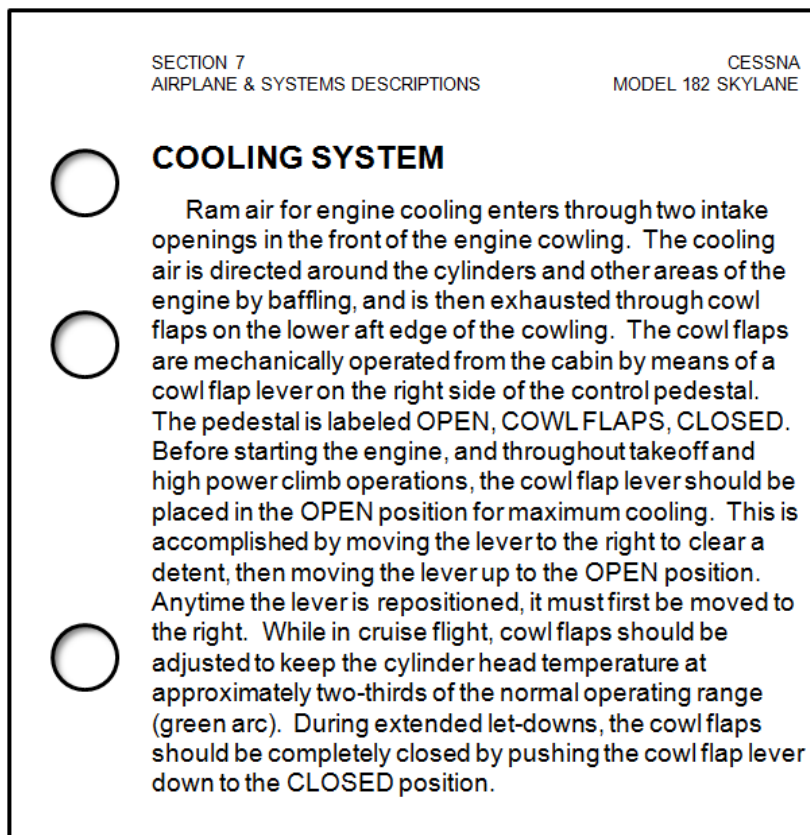 SECTION 7
AIRPLANE & SYSTEMS DESCRIPTIONS
CESSNA
MODEL 182 SKYLANE
COOLING SYSTEM
Ram air for engine cooling enters through two intake
openings in the front of the engine cowling. The cooling
air is directed around the cylinders and other areas of the
engine by baffling, and is then exhausted through cowl
flaps on the lower aft edge of the cowling. The cowl flaps
are mechanically operated from the cabin by means of a
cowl flap lever on the right side of the control pedestal.
The pedestal is labeled OPEN, COWL FLAPS, CLOSED.
Before starting the engine, and throughout takeoff and
high power climb operations, the cowl flap lever should be
placed in the OPEN position for maximum cooling. This is
accomplished by moving the lever to the right to clear a
detent, then moving the lever up to the OPEN position.
Anytime the lever is repositioned, it must first be moved to
the right. While in cruise flight, cowl flaps should be
adjusted to keep the cylinder head temperature at
approximately two-thirds of the normal operating range
(green arc). During extended let-downs, the cowl flaps
should be completely closed by pushing the cowl flap lever
down to the CLOSED position.